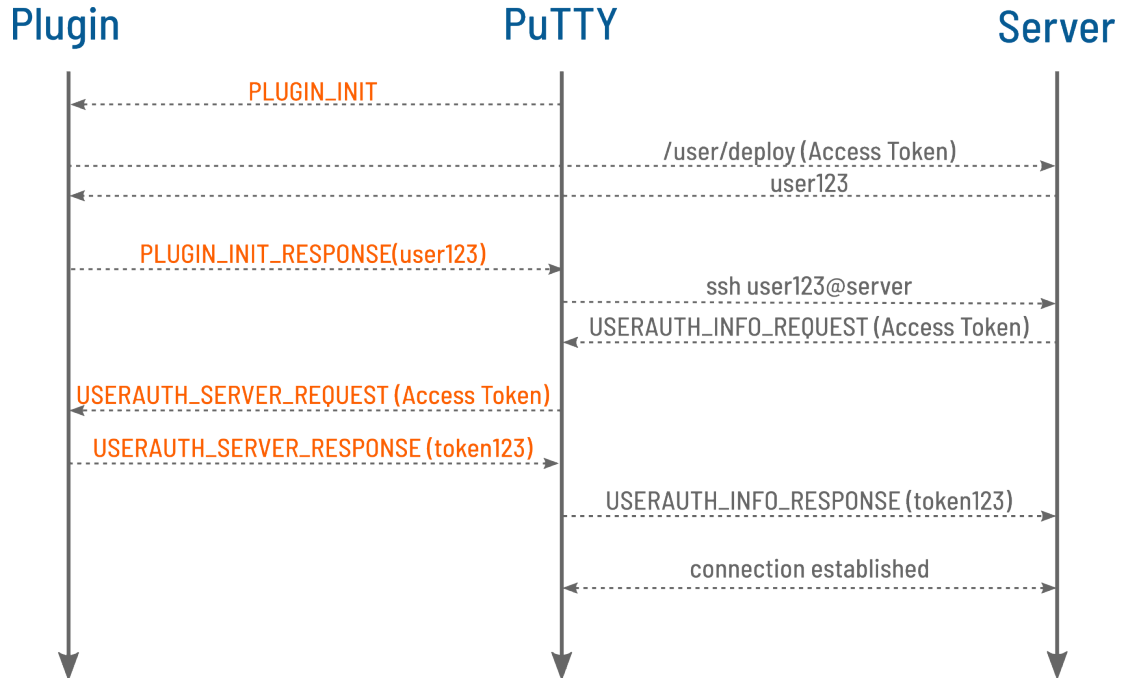 Plugin
PuTTY
Server
PLUGIN_INIT
/user/deploy (Access Token)
user123
PLUGIN_INIT_RESPONSE(user123)
ssh user123@server
USERAUTH_INFO_REQUEST (Access Token)
USERAUTH_SERVER_REQUEST (Access Token)
USERAUTH_SERVER_RESPONSE (token123)
USERAUTH_INFO_RESPONSE (token123)
connection established